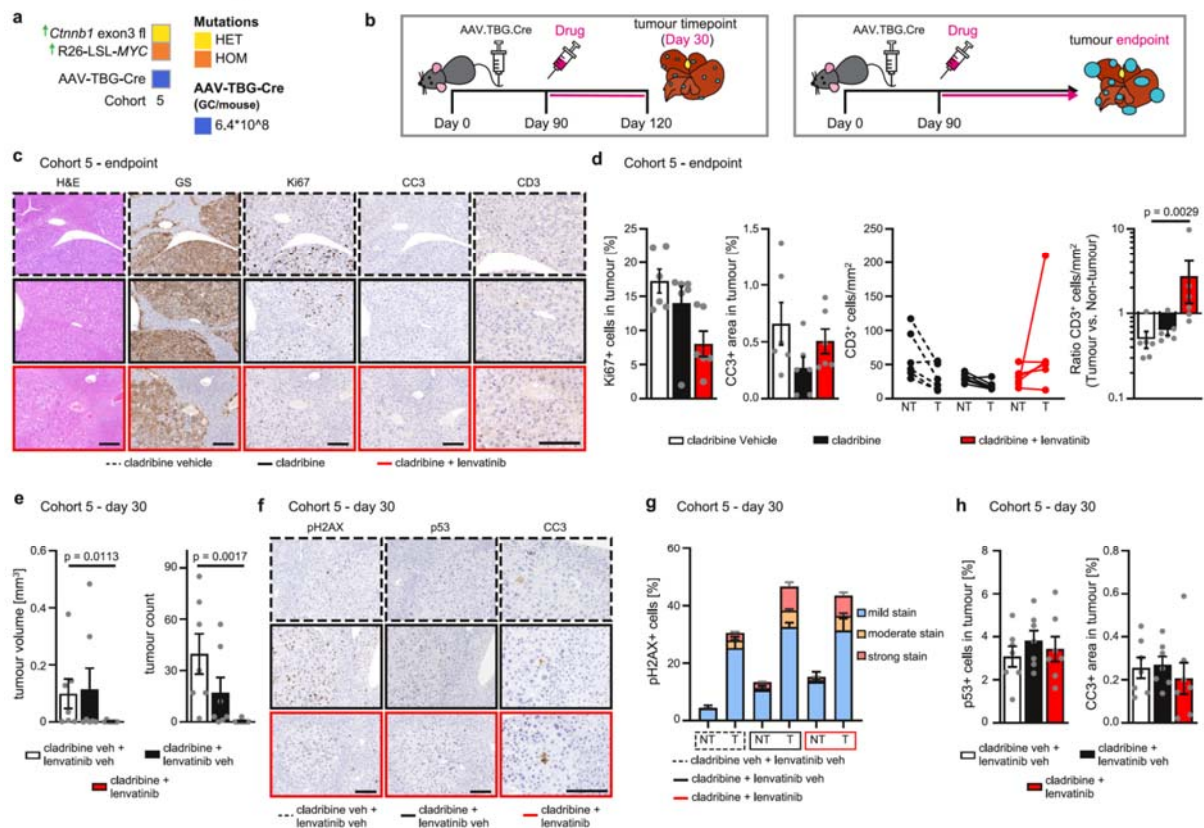 a
↑Ctnnb1 exon3 fl
↑R26-LSL-MYC
AAV-TBG-Cre
Cohort 5
Mutations
HET
HOM
AAV-TBG-Cre
(GC/mouse)
6.4*10^8
b
AAV.TBG.Cre
Drug
tumour timepoint
(Day 30)
Day 0
Day 90
Day 120
AAV.TBG.Cre
Drug
tumour endpoint
Day 0
Day 90
c Cohort 5 - endpoint
H&E GS Ki67 CC3 CD3
cladribine vehicle cladribine cladribine + lenvatinib
d Cohort 5 - endpoint
Ki67+ cells in tumour [%]
25
20
15
10
5
0
CC3+ area in tumour [%]
1.5
1.0
0.5
0.0
CD3+ cells/mm²
250
200
150
100
50
0
NT T NT T NT T
Ratio CD3+ cells/mm²
(Tumour vs. Non-tumour)
p = 0.0029
10
1
0.1
cladribine Vehicle cladribine cladribine + lenvatinib
e Cohort 5 - day 30
tumour volume [mm³]
p = 0.0113
0.6
0.4
0.2
0.0
tumour count
p = 0.0017
90
60
30
0
cladribine veh +
lenvatinib veh
cladribine +
lenvatinib veh
cladribine +
lenvatinib
f Cohort 5 - day 30
pH2AX p53 CC3
cladribine veh +
lenvatinib veh
cladribine +
lenvatinib veh
cladribine +
lenvatinib
g Cohort 5 - day 30
pH2AX+ cells [%]
60
40
20
0
mild stain
moderate stain
strong stain
NT T NT T NT T
cladribine veh + lenvatinib veh
cladribine + lenvatinib veh
cladribine + lenvatinib
h Cohort 5 - day 30
p53+ cells in tumour [%]
8
6
4
2
0
CC3+ area in tumour [%]
0.8
0.6
0.4
0.2
0.0
cladribine veh +
lenvatinib veh
cladribine +
lenvatinib veh
cladribine +
lenvatinib